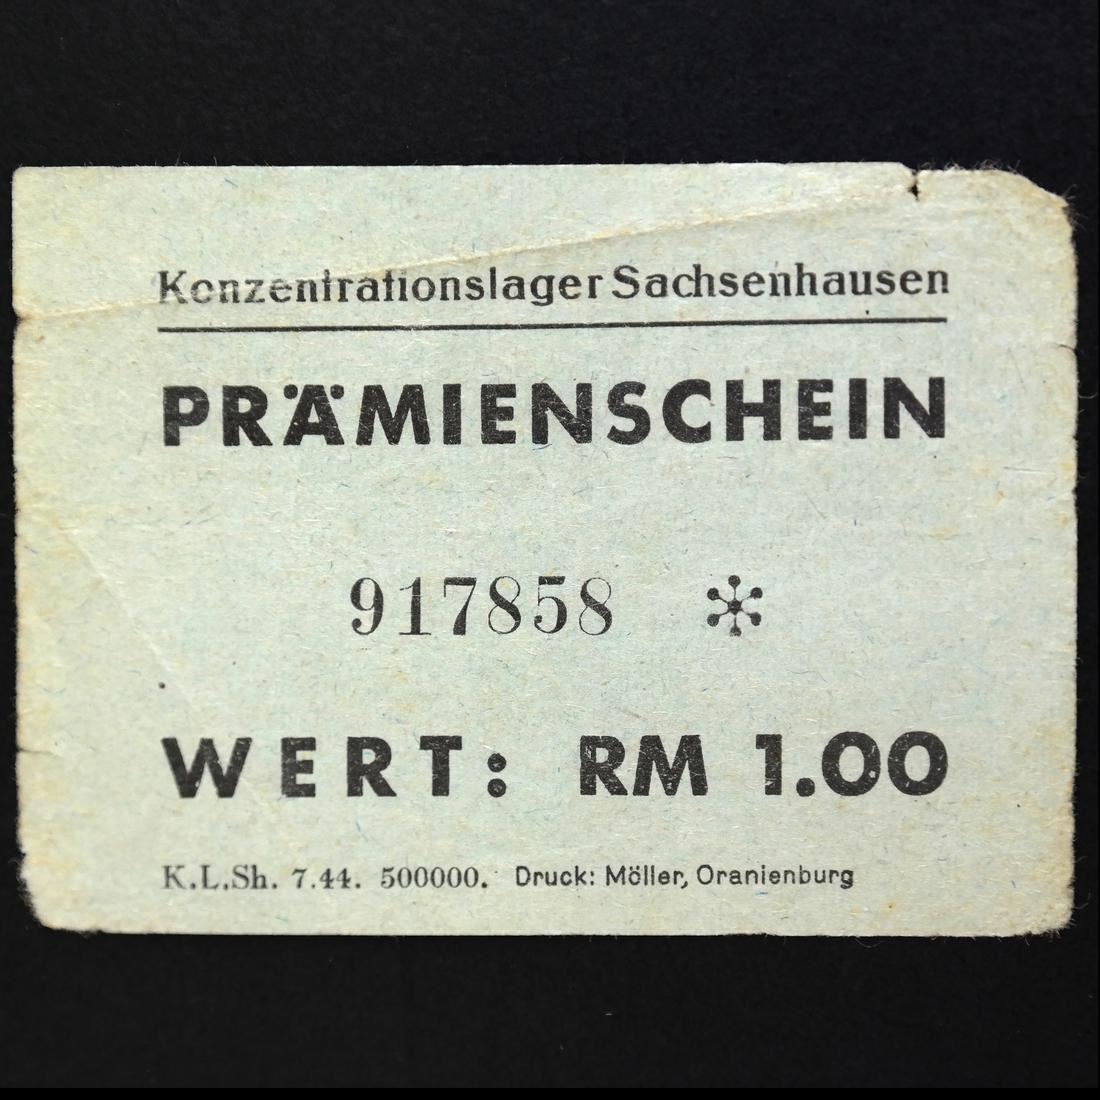 Konzentrationslager Sachsenhausen
PRÄMIENSCHEIN
917858 *
WERT: RM 1.00
K.L.Sh. 7.44. 500000. Druck: Möller, Oranienburg